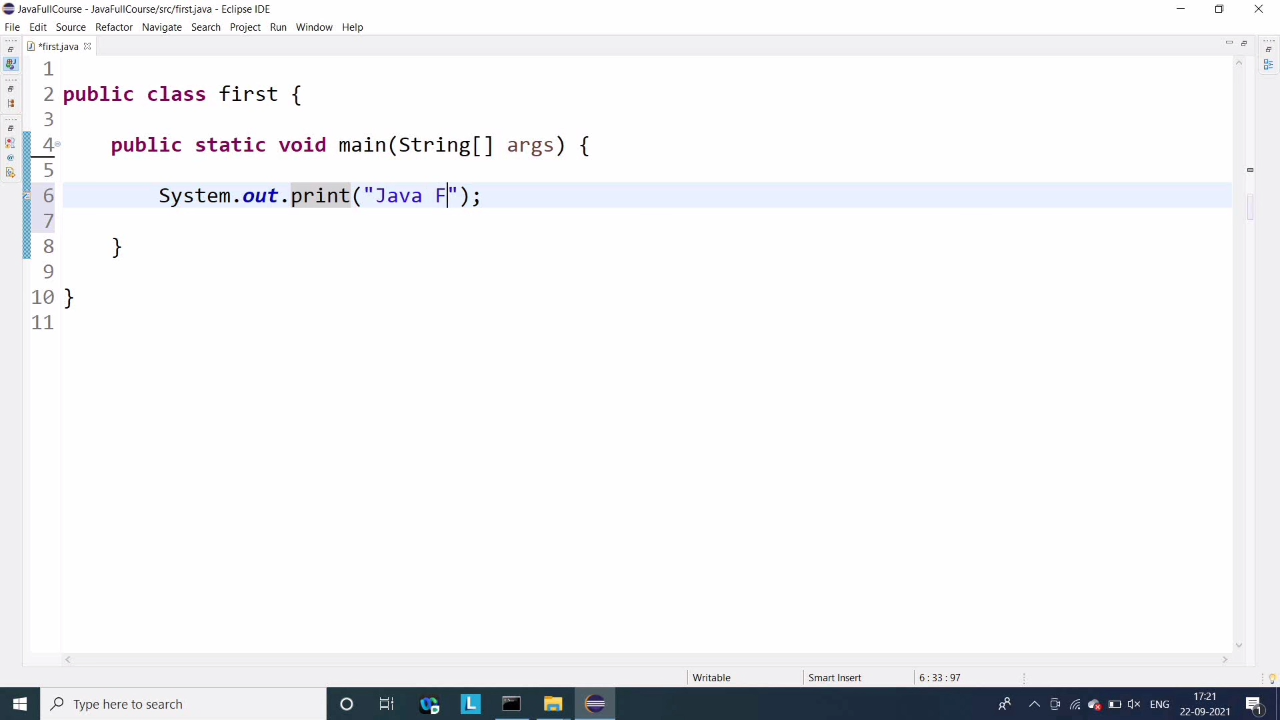 JavaFullCourse - JavaFullCourse/src/first.java - Eclipse IDE
File Edit Source Refactor Navigate Search Project Run Window Help
*first.java
1
2 public class first {
3
4 public static void main(String[] args) {
5
6 System.out.print("Java F");
7
8 }
9
10 }
11
Writable Smart Insert 6 : 33 : 97
Type here to search
ENG
17:21
22-09-2021
1